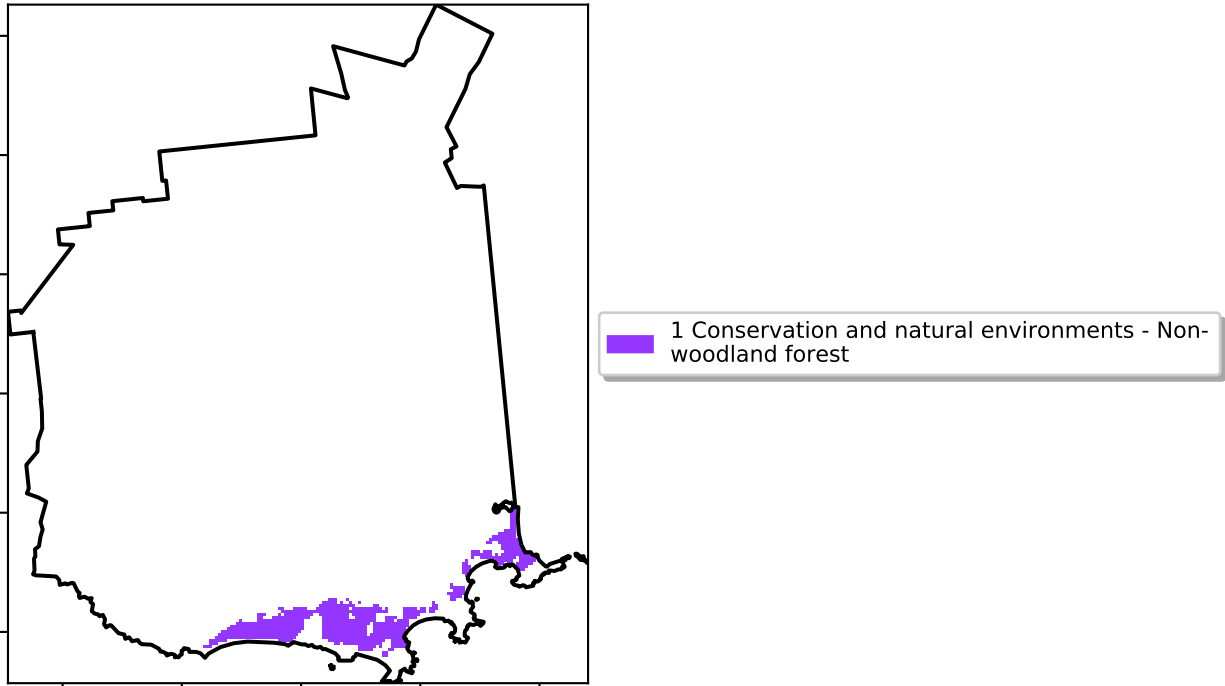 1 Conservation and natural environments - Non-
woodland forest